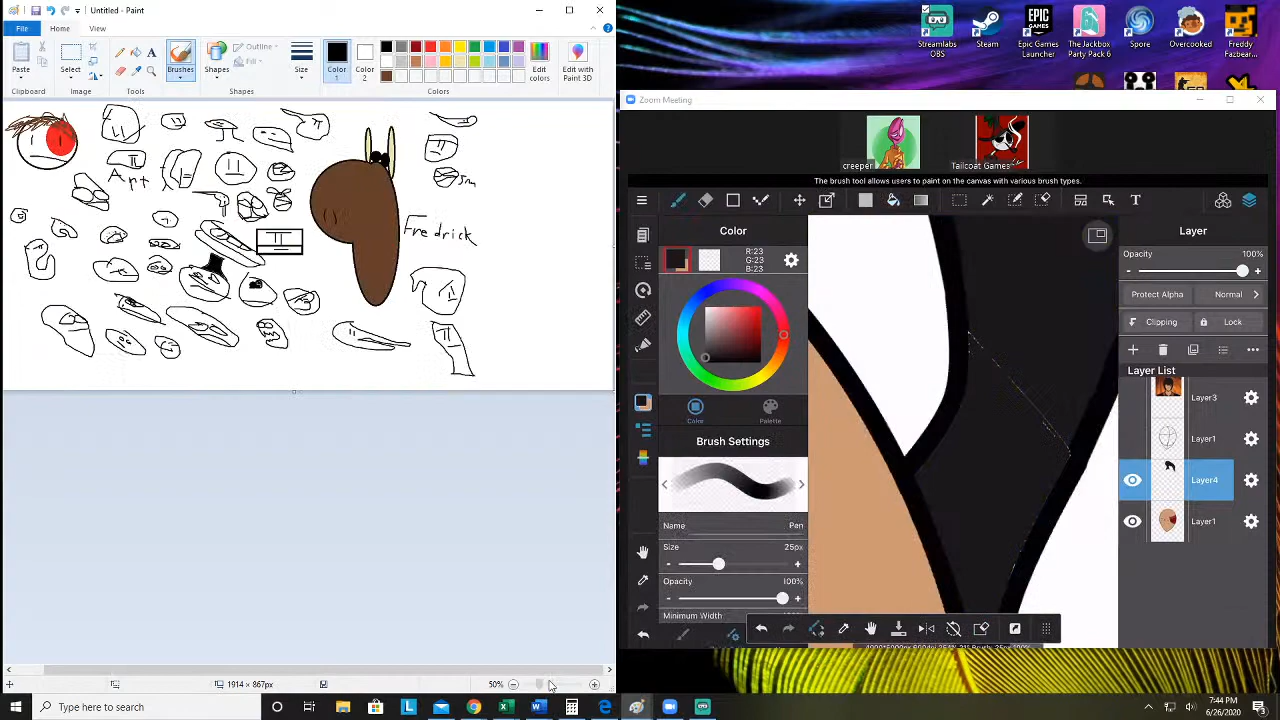 Untitled - Paint
File
Home
View
Paste
Select
Brushes
Shapes
Outline
Fill
Size
Color
1
Color
2
Edit
colors
Edit with
Paint 3D
Clipboard
Image
Tools
Shapes
Colors
Fredrick
1914 × 867px
50%
Streamlabs
OBS
Steam
Epic Games
Launcher
The Jackbox
Party Pack 6
Spore
Overcooked
Freddy
Fazbear...
Zoom Meeting
creeper
Tailcoat Games
The brush tool allows users to paint on the canvas with various brush types.
Color
R:23
G:23
B:23
Color
Palette
Brush Settings
Name
Pen
Size
25px
Opacity
100%
Minimum Width
Layer
Opacity
100%
Protect Alpha
Normal
Clipping
Lock
Layer List
Layer3
Layer1
Layer4
Layer1
Type here to search
7:44 PM
6/26/2020